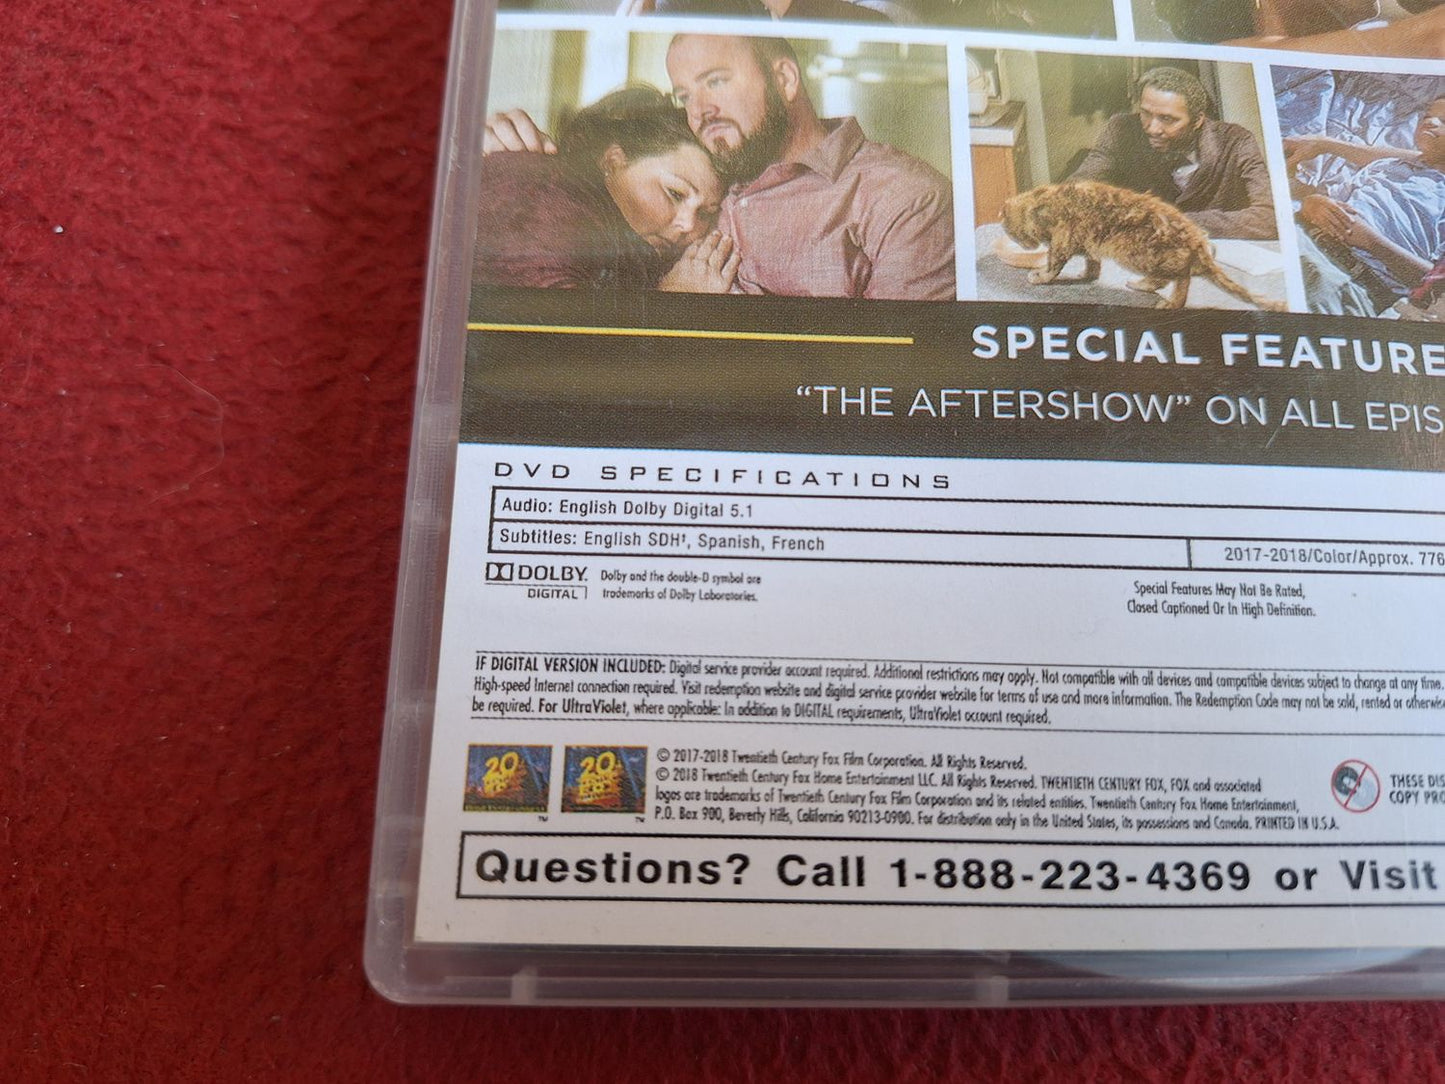 SPECIAL FEATURE
“THE AFTERSHOW” ON ALL EPIS
DVD SPECIFICATIONS
Audio: English Dolby Digital 5.1
Subtitles: English SDH†, Spanish, French
2017-2018/Color/Approx. 776
DOLBY
DIGITAL
Dolby and the double-D symbol are
trademarks of Dolby Laboratories.
Special Features May Not Be Rated,
Closed Captioned Or In High Definition.
IF DIGITAL VERSION INCLUDED: Digital service provider account required. Additional restrictions may apply. Not compatible with all devices and compatible devices subject to change at any time.
High-speed Internet connection required. Visit redemption website and digital service provider website for terms of use and more information. The Redemption Code may not be sold, rented or otherwis
be required. For UltraViolet, where applicable: In addition to DIGITAL requirements, UltraViolet account required.
20
TM
20
TM
© 2017-2018 Twentieth Century Fox Film Corporation. All Rights Reserved.
© 2018 Twentieth Century Fox Home Entertainment LLC. All Rights Reserved. TWENTIETH CENTURY FOX, FOX and associated
logos are trademarks of Twentieth Century Fox Film Corporation and its related entities. Twentieth Century Fox Home Entertainment,
P.O. Box 900, Beverly Hills, California 90213-0900. For distribution only in the United States, its possessions and Canada. PRINTED IN U.S.A.
THESE DIS
COPY PRO
Questions? Call 1-888-223-4369 or Visit